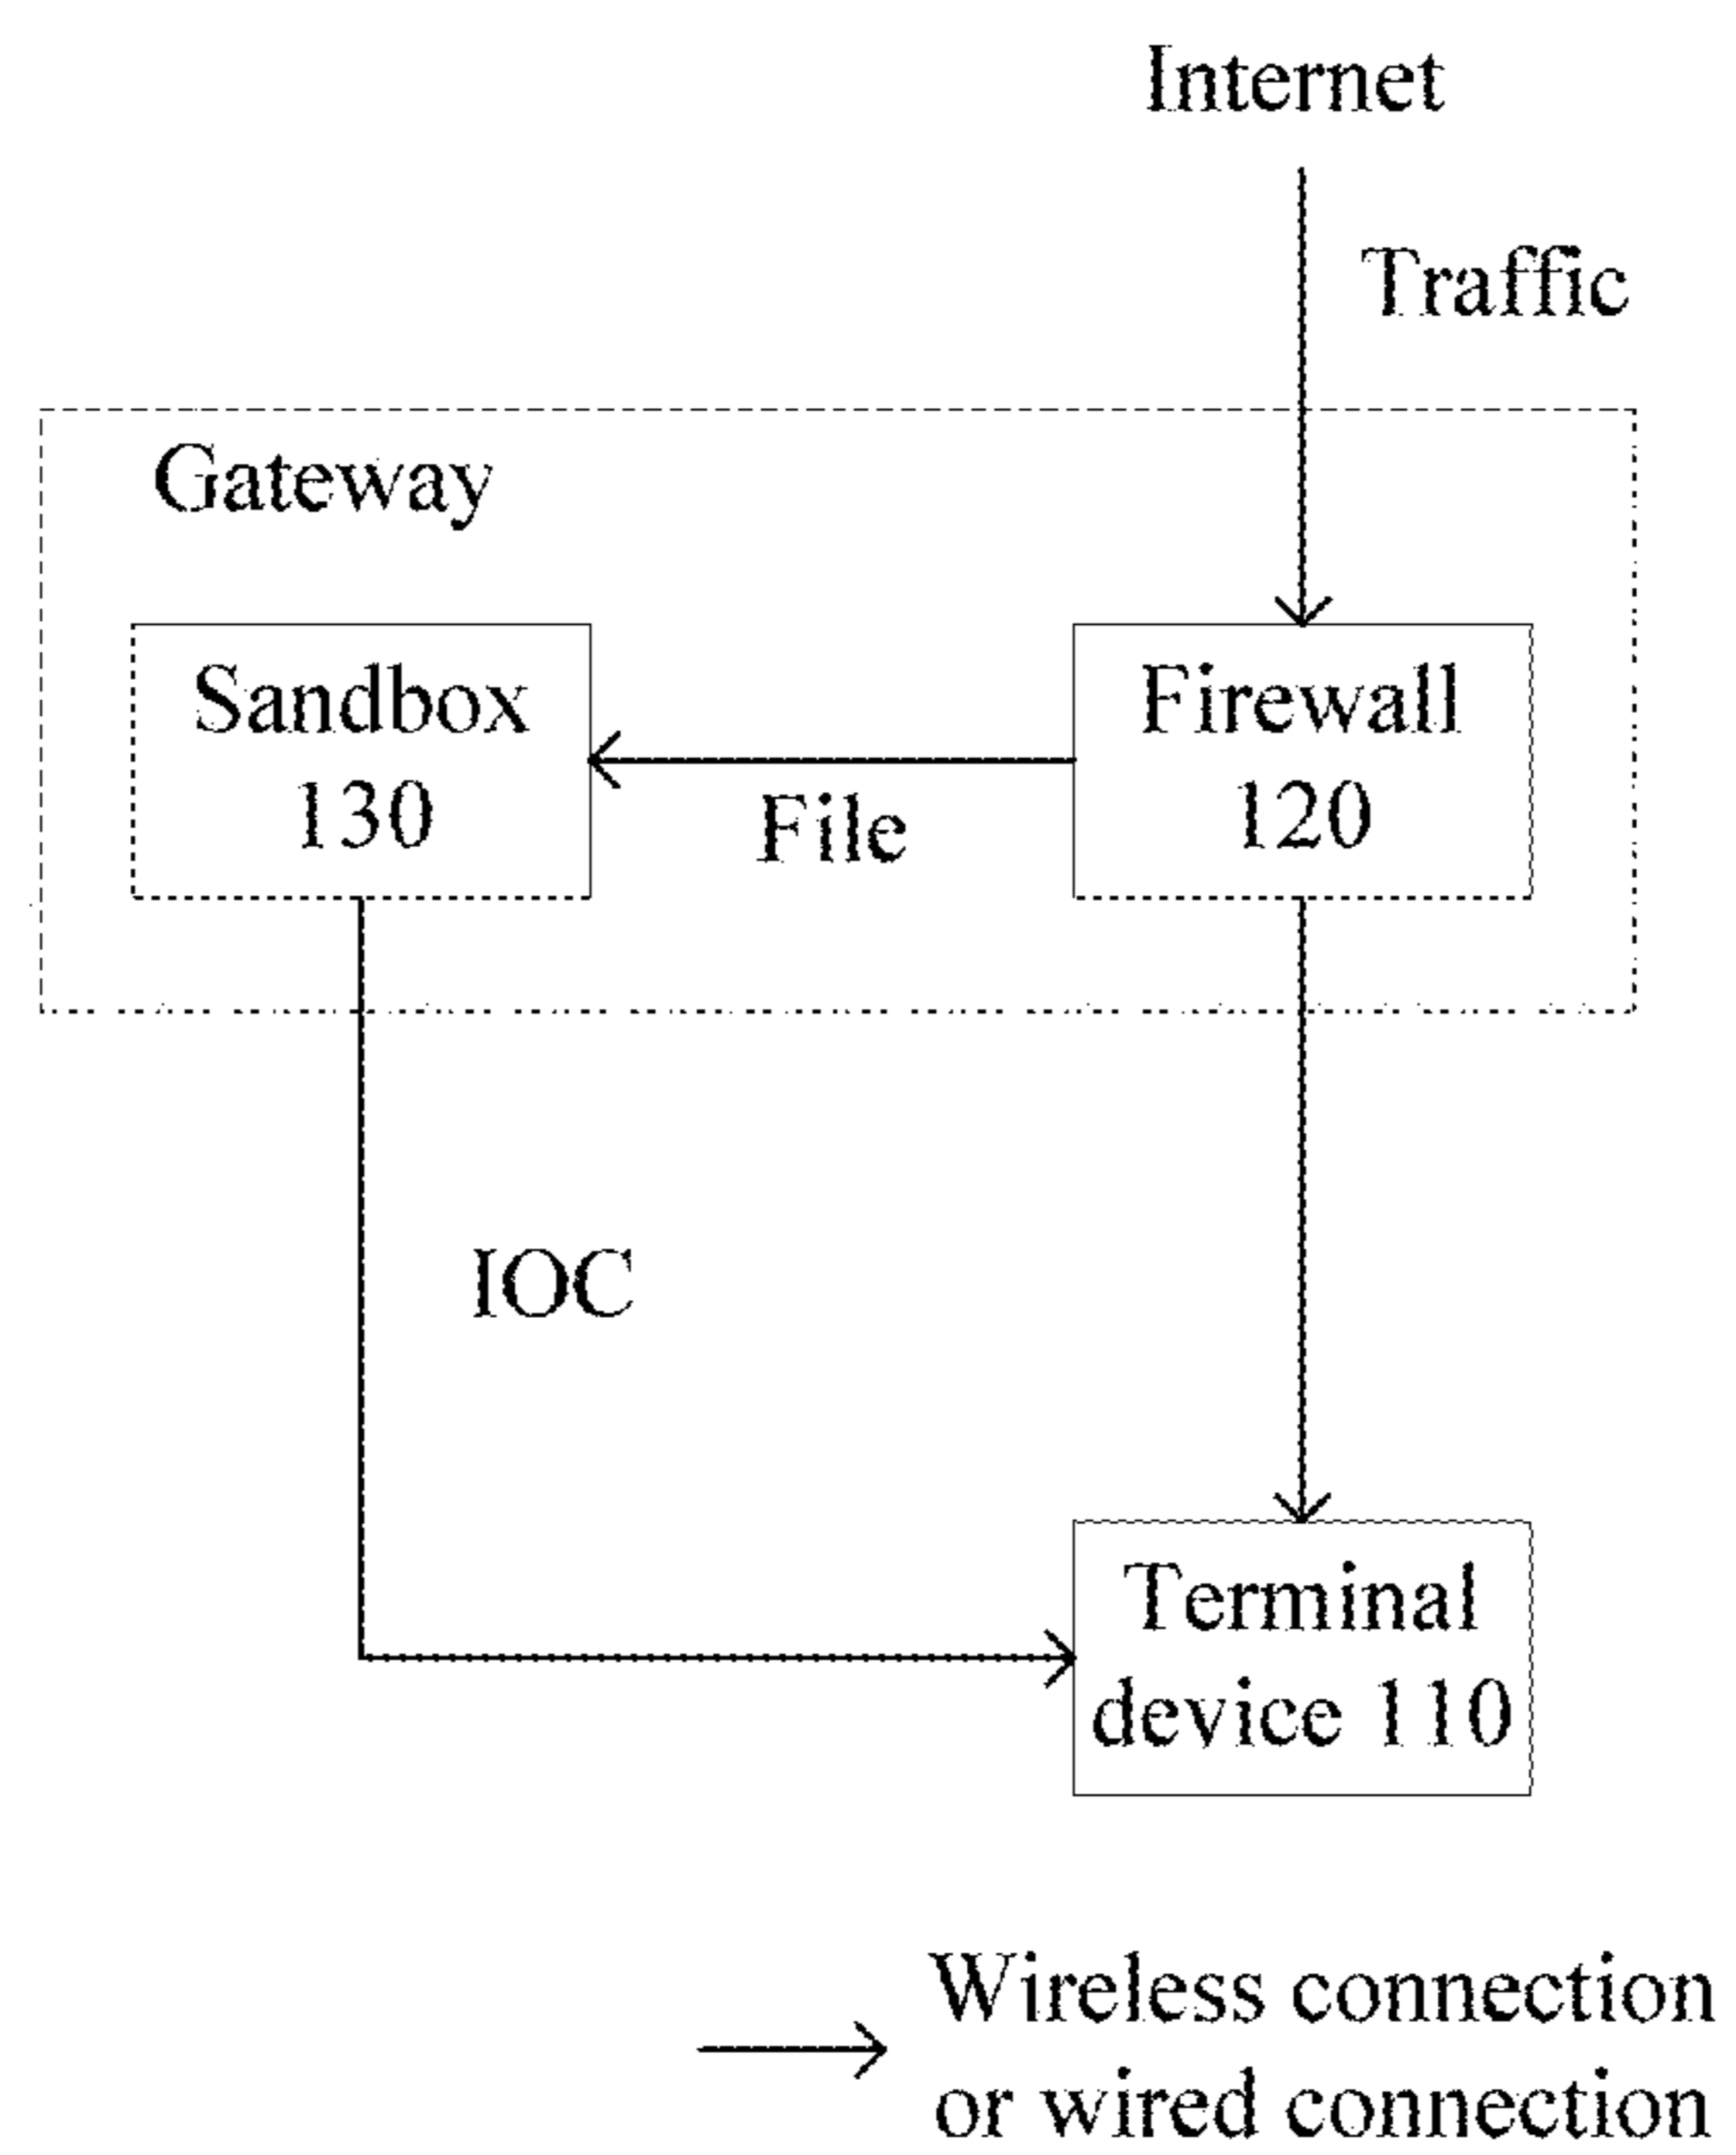 Internet
Traffic
Gateway
Sandbox
130
File
Firewall
120
IOC
Terminal
device 110
Wireless connection
or wired connection